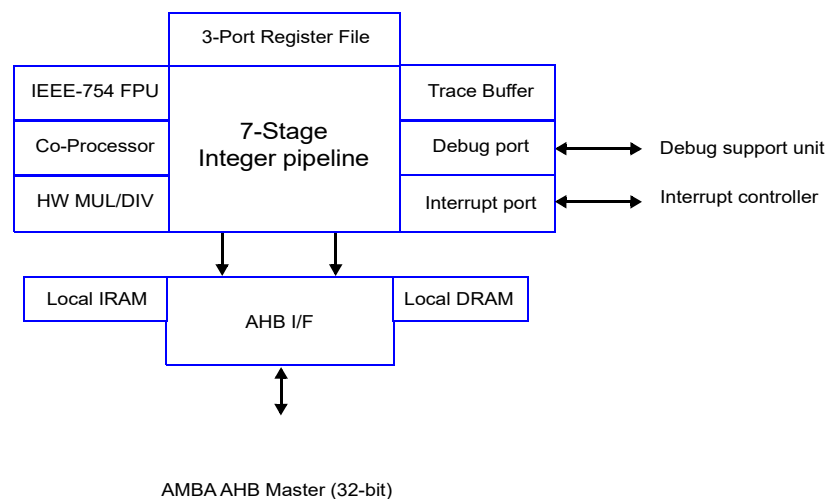 3-Port Register File
IEEE-754 FPU
7-Stage
Integer pipeline
Trace Buffer
Co-Processor
Debug port
Debug support unit
HW MUL/DIV
Interrupt port
Interrupt controller
Local IRAM
AHB I/F
Local DRAM
AMBA AHB Master (32-bit)